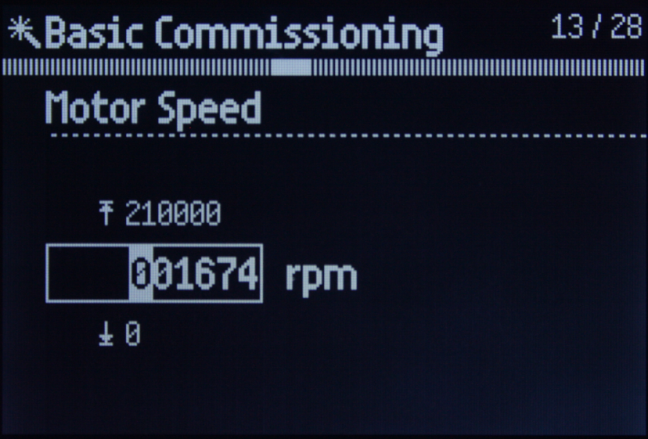 Basic Commissioning 13/28
Motor Speed
210000
001674 rpm
0